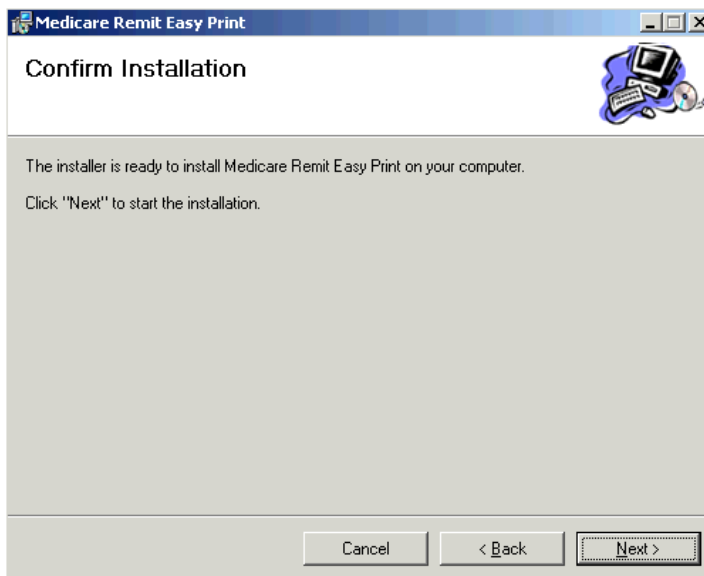 Medicare Remit Easy Print
Confirm Installation
The installer is ready to install Medicare Remit Easy Print on your computer.
Click "Next" to start the installation.
Cancel
< Back
Next >